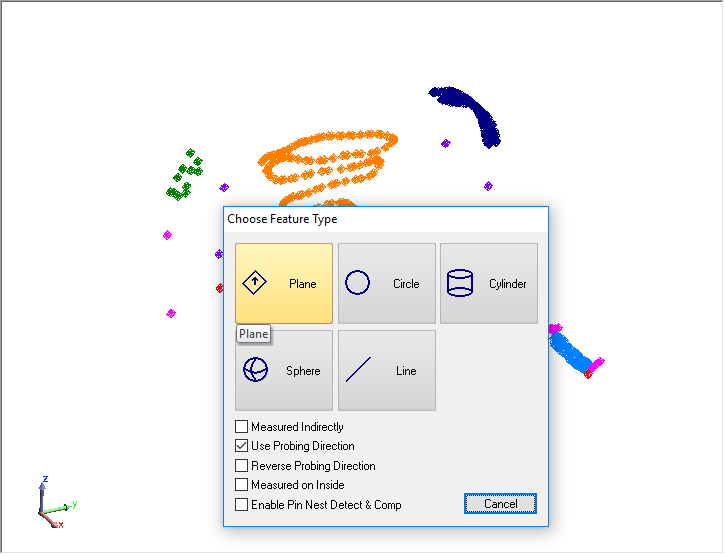 Choose Feature Type
Plane
Circle
Cylinder
Plane
Sphere
Line
Measured Indirectly
Use Probing Direction
Reverse Probing Direction
Measured on Inside
Enable Pin Nest Detect & Comp
Cancel
z
y
x